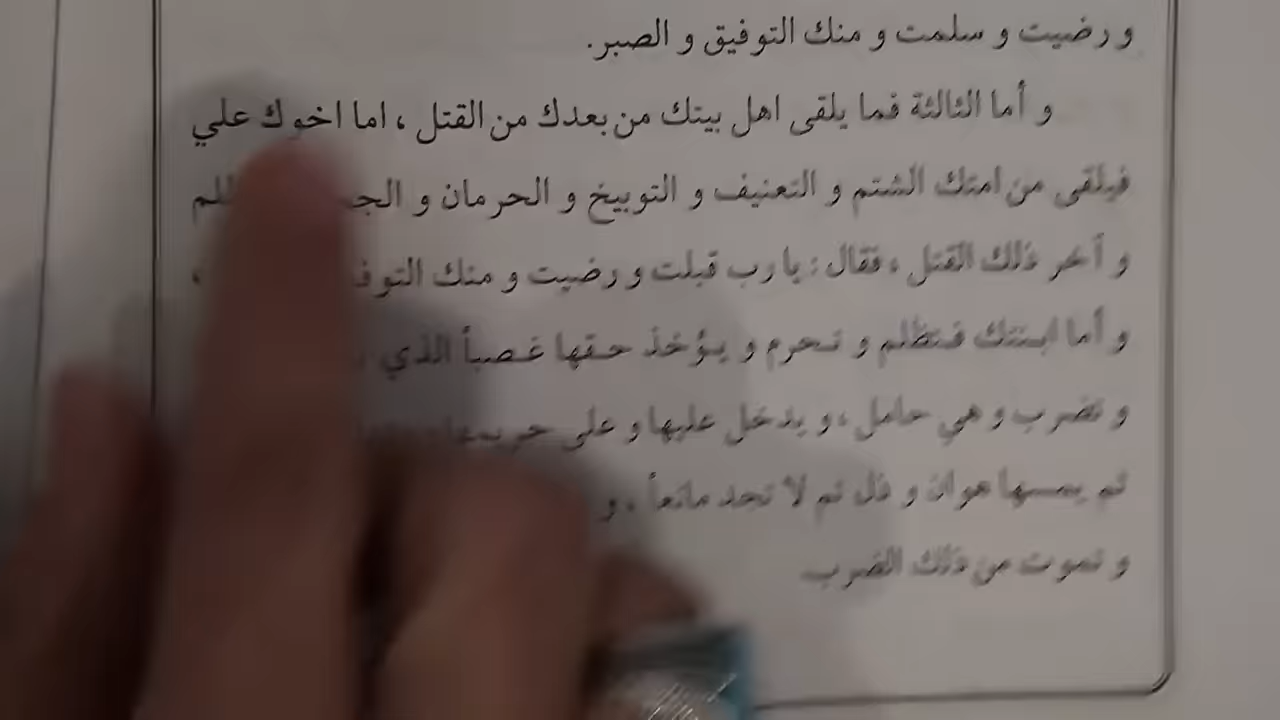 و رضيت و سلمت و منك التوفيق و الصبر.
و أما الثالثة فما يلقى اهل بيتك من بعدك من القتل ، اما اخوك علي
فيلقى من امتك الشتم و التعنيف و التوبيخ و الحرمان و
و أخر ذلك القتل ، فقال : يا رب قبلت و رضيت و منك
و أما ابنتك فتظلم و تحرم و يؤخذ حقها غصباً الذي
و تضرب و هي حامل ، و يدخل عليها و على
ثم يمسها هوان و ذل ثم لا تجد مانعاً ، و
و تموت من ذلك الضرب